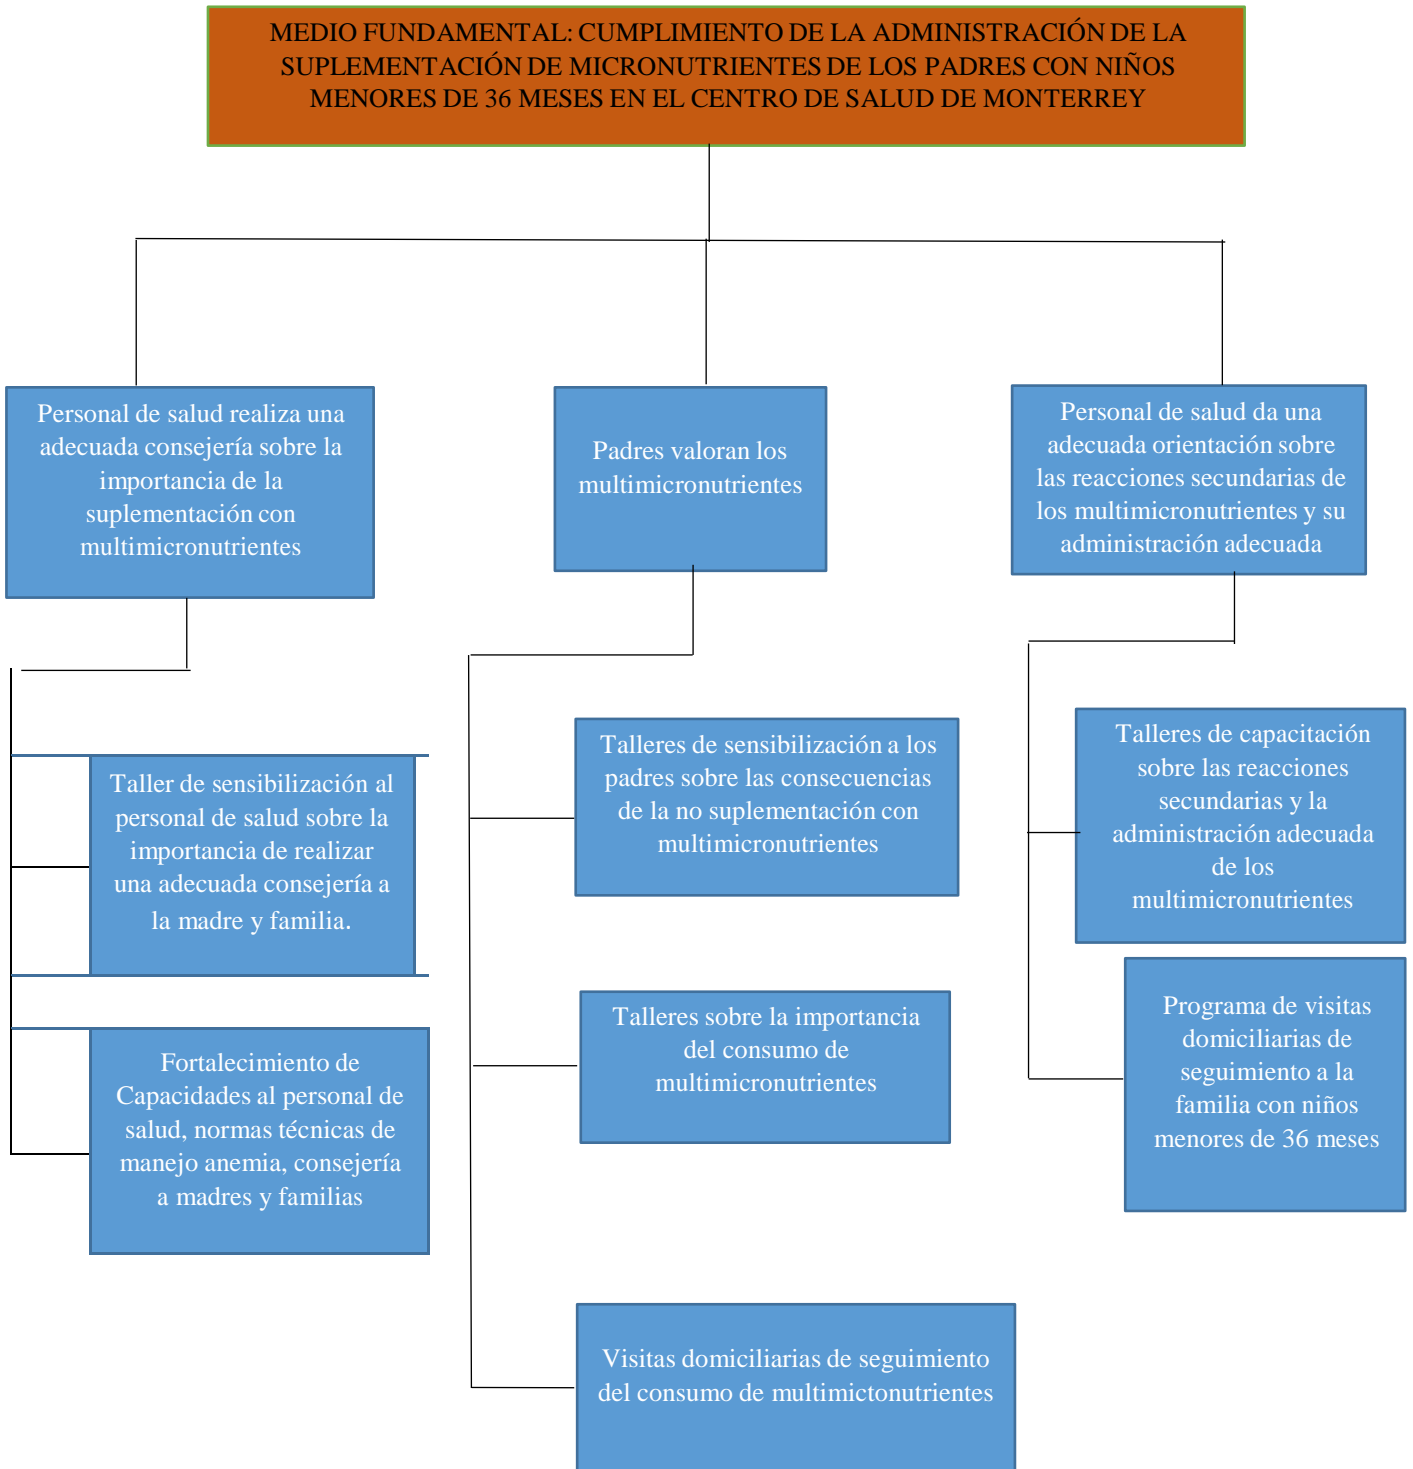 MEDIO FUNDAMENTAL: CUMPLIMIENTO DE LA ADMINISTRACIÓN DE LA
SUPLEMENTACIÓN DE MICRONUTRIENTES DE LOS PADRES CON NIÑOS
MENORES DE 36 MESES EN EL CENTRO DE SALUD DE MONTERREY
Personal de salud realiza una
adecuada consejería sobre la
importancia de la
suplementación con
multimicronutrientes
Padres valoran los
multimicronutrientes
Personal de salud da una
adecuada orientación sobre
las reacciones secundarias de
los multimicronutrientes y su
administración adecuada
Taller de sensibilización al
personal de salud sobre la
importancia de realizar
una adecuada consejería a
la madre y familia.
Fortalecimiento de
Capacidades al personal de
salud, normas técnicas de
manejo anemia, consejería
a madres y familias
Talleres de sensibilización a los
padres sobre las consecuencias
de la no suplementación con
multimicronutrientes
Talleres sobre la importancia
del consumo de
multimicronutrientes
Visitas domiciliarias de seguimiento
del consumo de multimictonutrientes
Talleres de capacitación
sobre las reacciones
secundarias y la
administración adecuada
de los
multimicronutrientes
Programa de visitas
domiciliarias de
seguimiento a la
familia con niños
menores de 36 meses